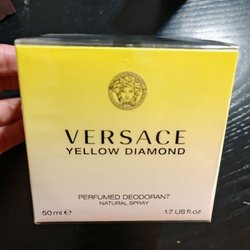 VERSACE
YELLOW DIAMOND
PERFUMED DEODORANT
NATURAL SPRAY
50 ml ℮ 1.7 US fl. oz.